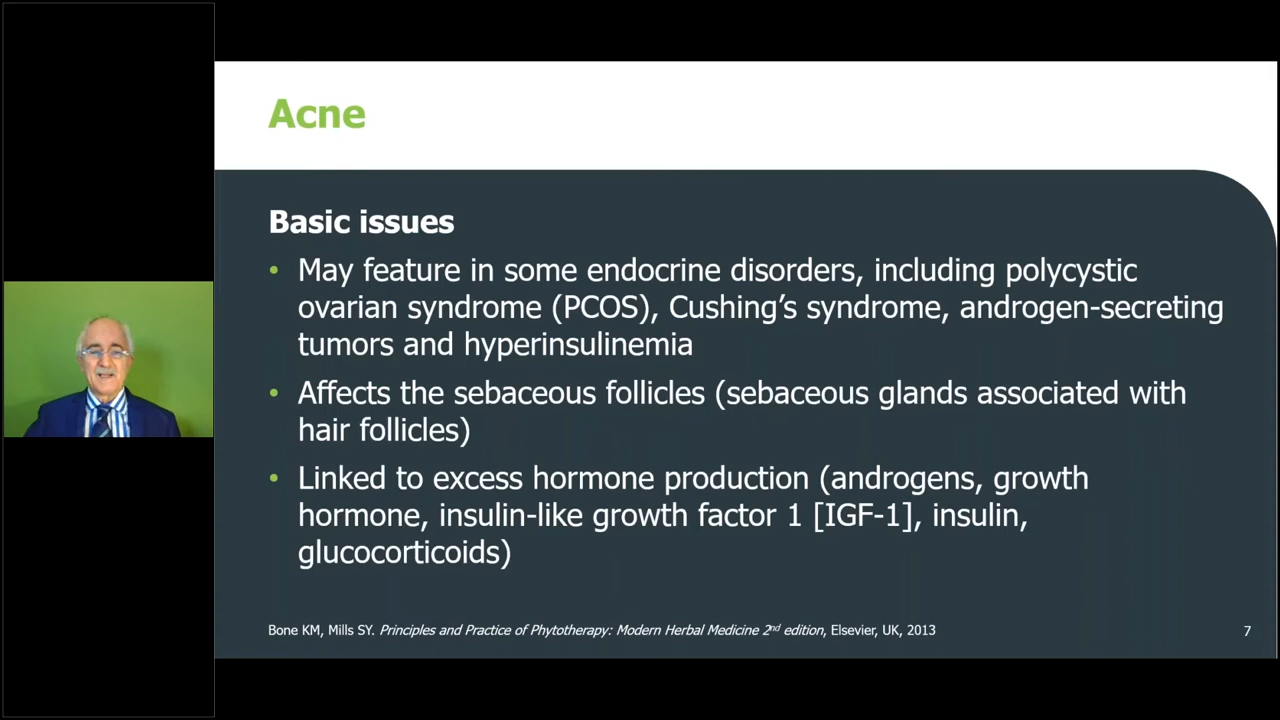 Acne
Basic issues
• May feature in some endocrine disorders, including polycystic
ovarian syndrome (PCOS), Cushing’s syndrome, androgen-secreting
tumors and hyperinsulinemia
• Affects the sebaceous follicles (sebaceous glands associated with
hair follicles)
• Linked to excess hormone production (androgens, growth
hormone, insulin-like growth factor 1 [IGF-1], insulin,
glucocorticoids)
Bone KM, Mills SY. Principles and Practice of Phytotherapy: Modern Herbal Medicine 2nd edition, Elsevier, UK, 2013
7